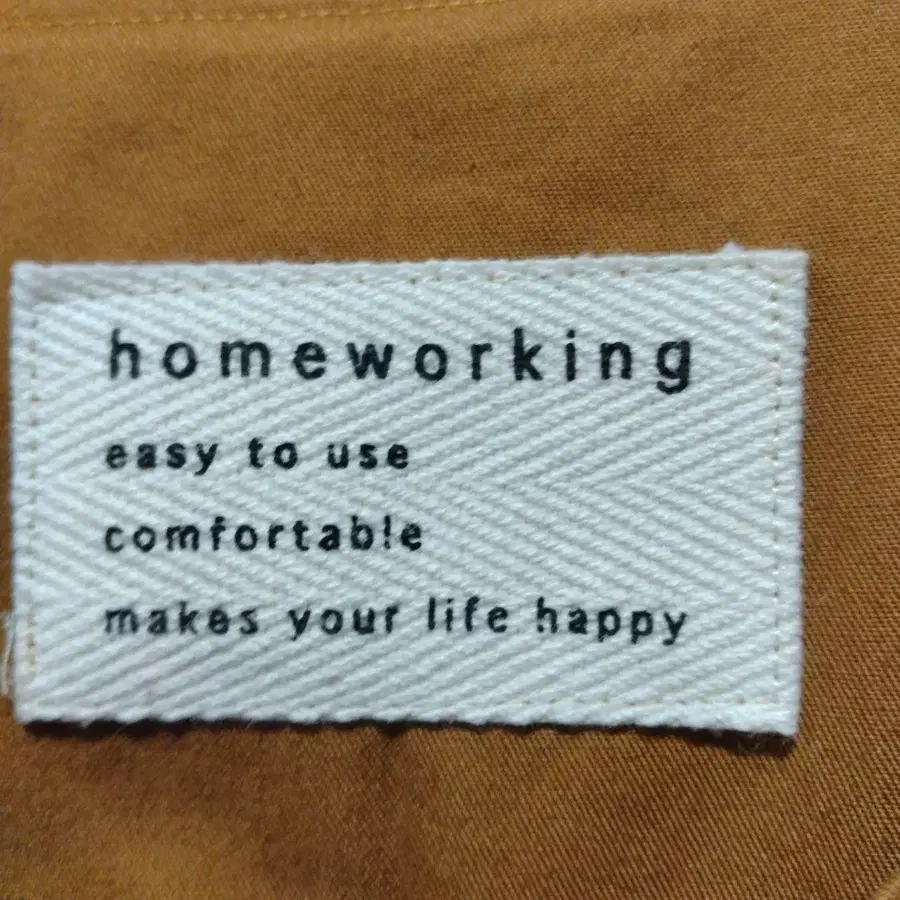 homeworking
easy to use
comfortable
makes your life happy